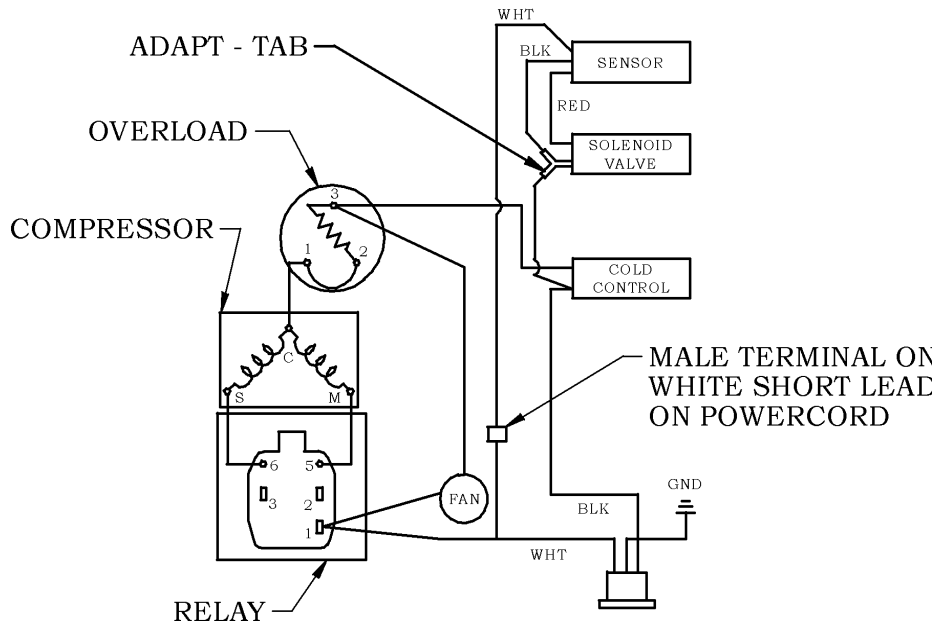 WHT
ADAPT - TAB
BLK
SENSOR
RED
OVERLOAD
SOLENOID
VALVE
3
COMPRESSOR
1
2
COLD
CONTROL
C
S
M
MALE TERMINAL ON
WHITE SHORT LEAD
ON POWERCORD
6
5
3
2
FAN
GND
BLK
1
WHT
RELAY